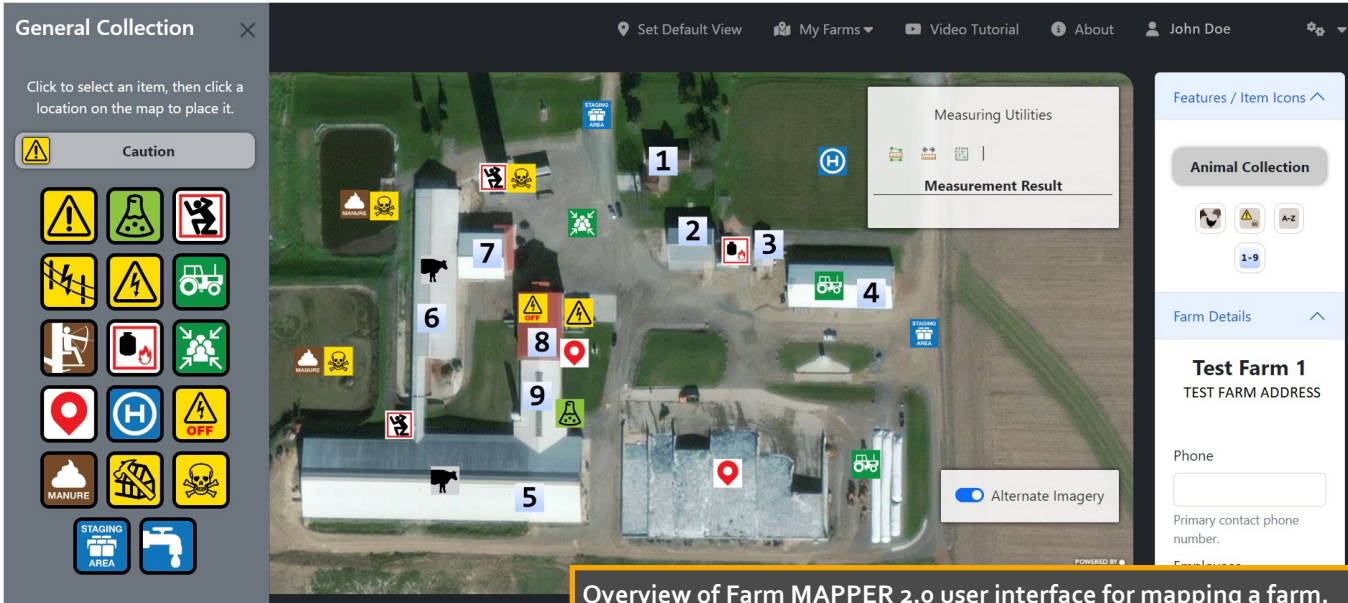 General Collection
Click to select an item, then click a
location on the map to place it.
Caution
OFF
MANURE
STAGING
AREA
Set Default View
My Farms
Video Tutorial
About
John Doe
STAGING
AREA
1
MANURE
2
3
7
4
6
OFF
8
STAGING
AREA
MANURE
9
5
Measuring Utilities
Measurement Result
Alternate Imagery
POWERED BY
Features / Item Icons
Animal Collection
A-Z
1-9
Farm Details
Test Farm 1
TEST FARM ADDRESS
Phone
Primary contact phone
number.
Employees
Overview of Farm MAPPER 2.0 user interface for mapping a farm.